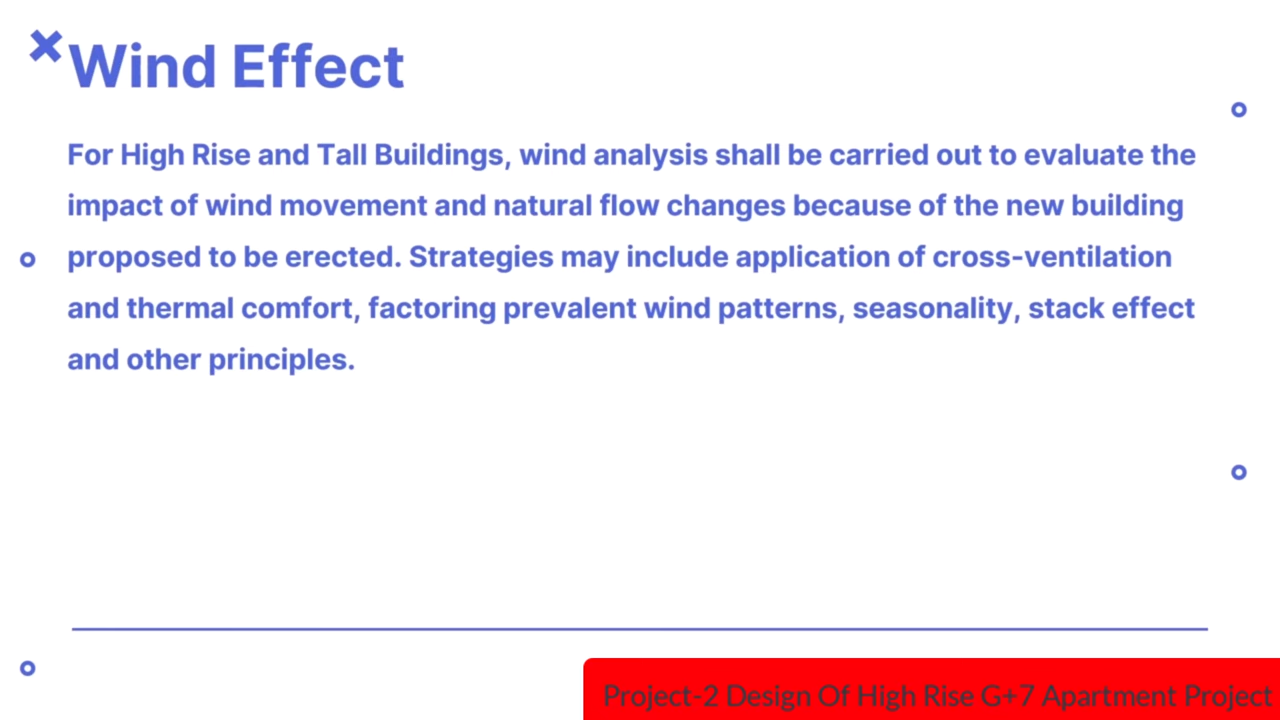 Wind Effect
For High Rise and Tall Buildings, wind analysis shall be carried out to evaluate the
impact of wind movement and natural flow changes because of the new building
proposed to be erected. Strategies may include application of cross-ventilation
and thermal comfort, factoring prevalent wind patterns, seasonality, stack effect
and other principles.
Project-2 Design Of High Rise G+7 Apartment Project